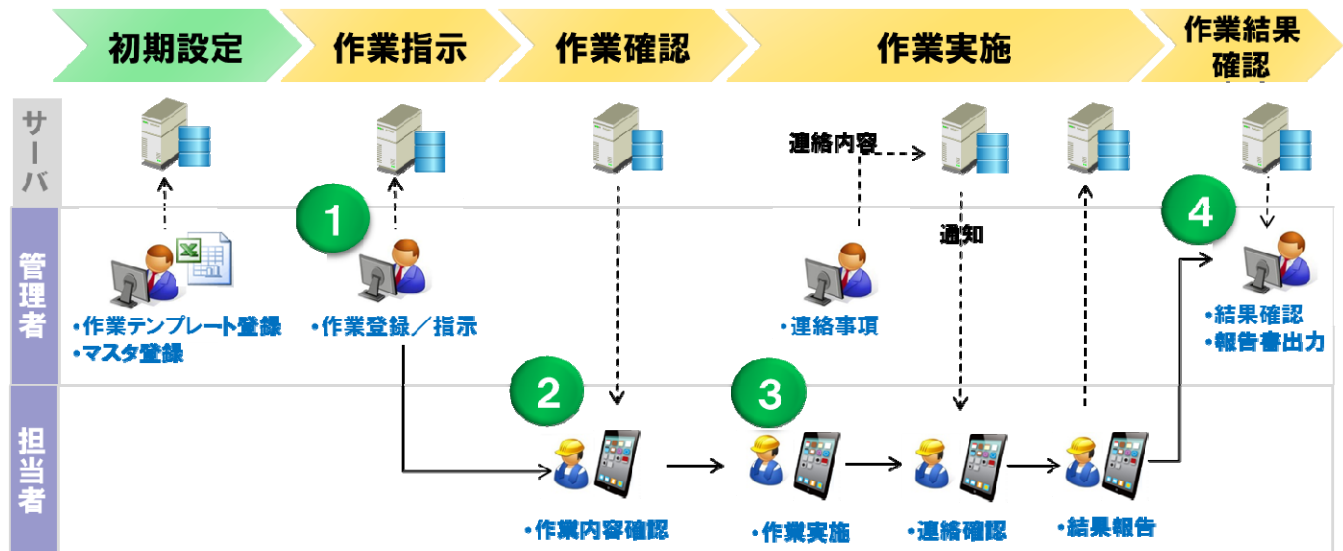 初期設定
作業指示
作業確認
作業実施
作業結果
確認
サーバ
連絡内容
1
4
通知
管理者
・作業テンプレート登録
・マスタ登録
・作業登録／指示
・連絡事項
・結果確認
・報告書出力
2
3
担当者
・作業内容確認
・作業実施
・連絡確認
・結果報告